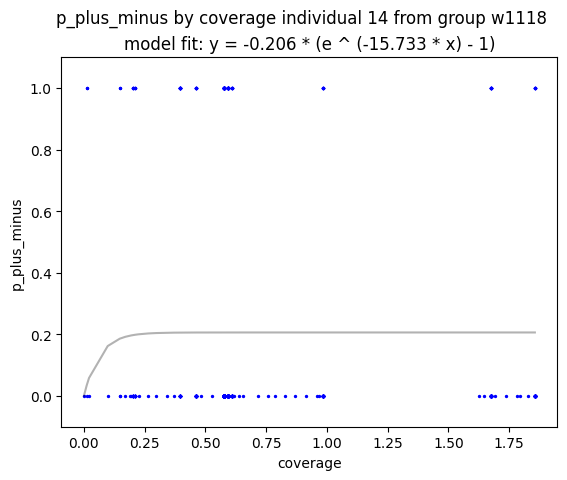 p_plus_minus by coverage individual 14 from group w1118
model fit: y = -0.206 * (e ^ (-15.733 * x) - 1)
1.0
0.8
0.6
0.4
0.2
0.0
p_plus_minus
0.00 0.25 0.50 0.75 1.00 1.25 1.50 1.75
coverage